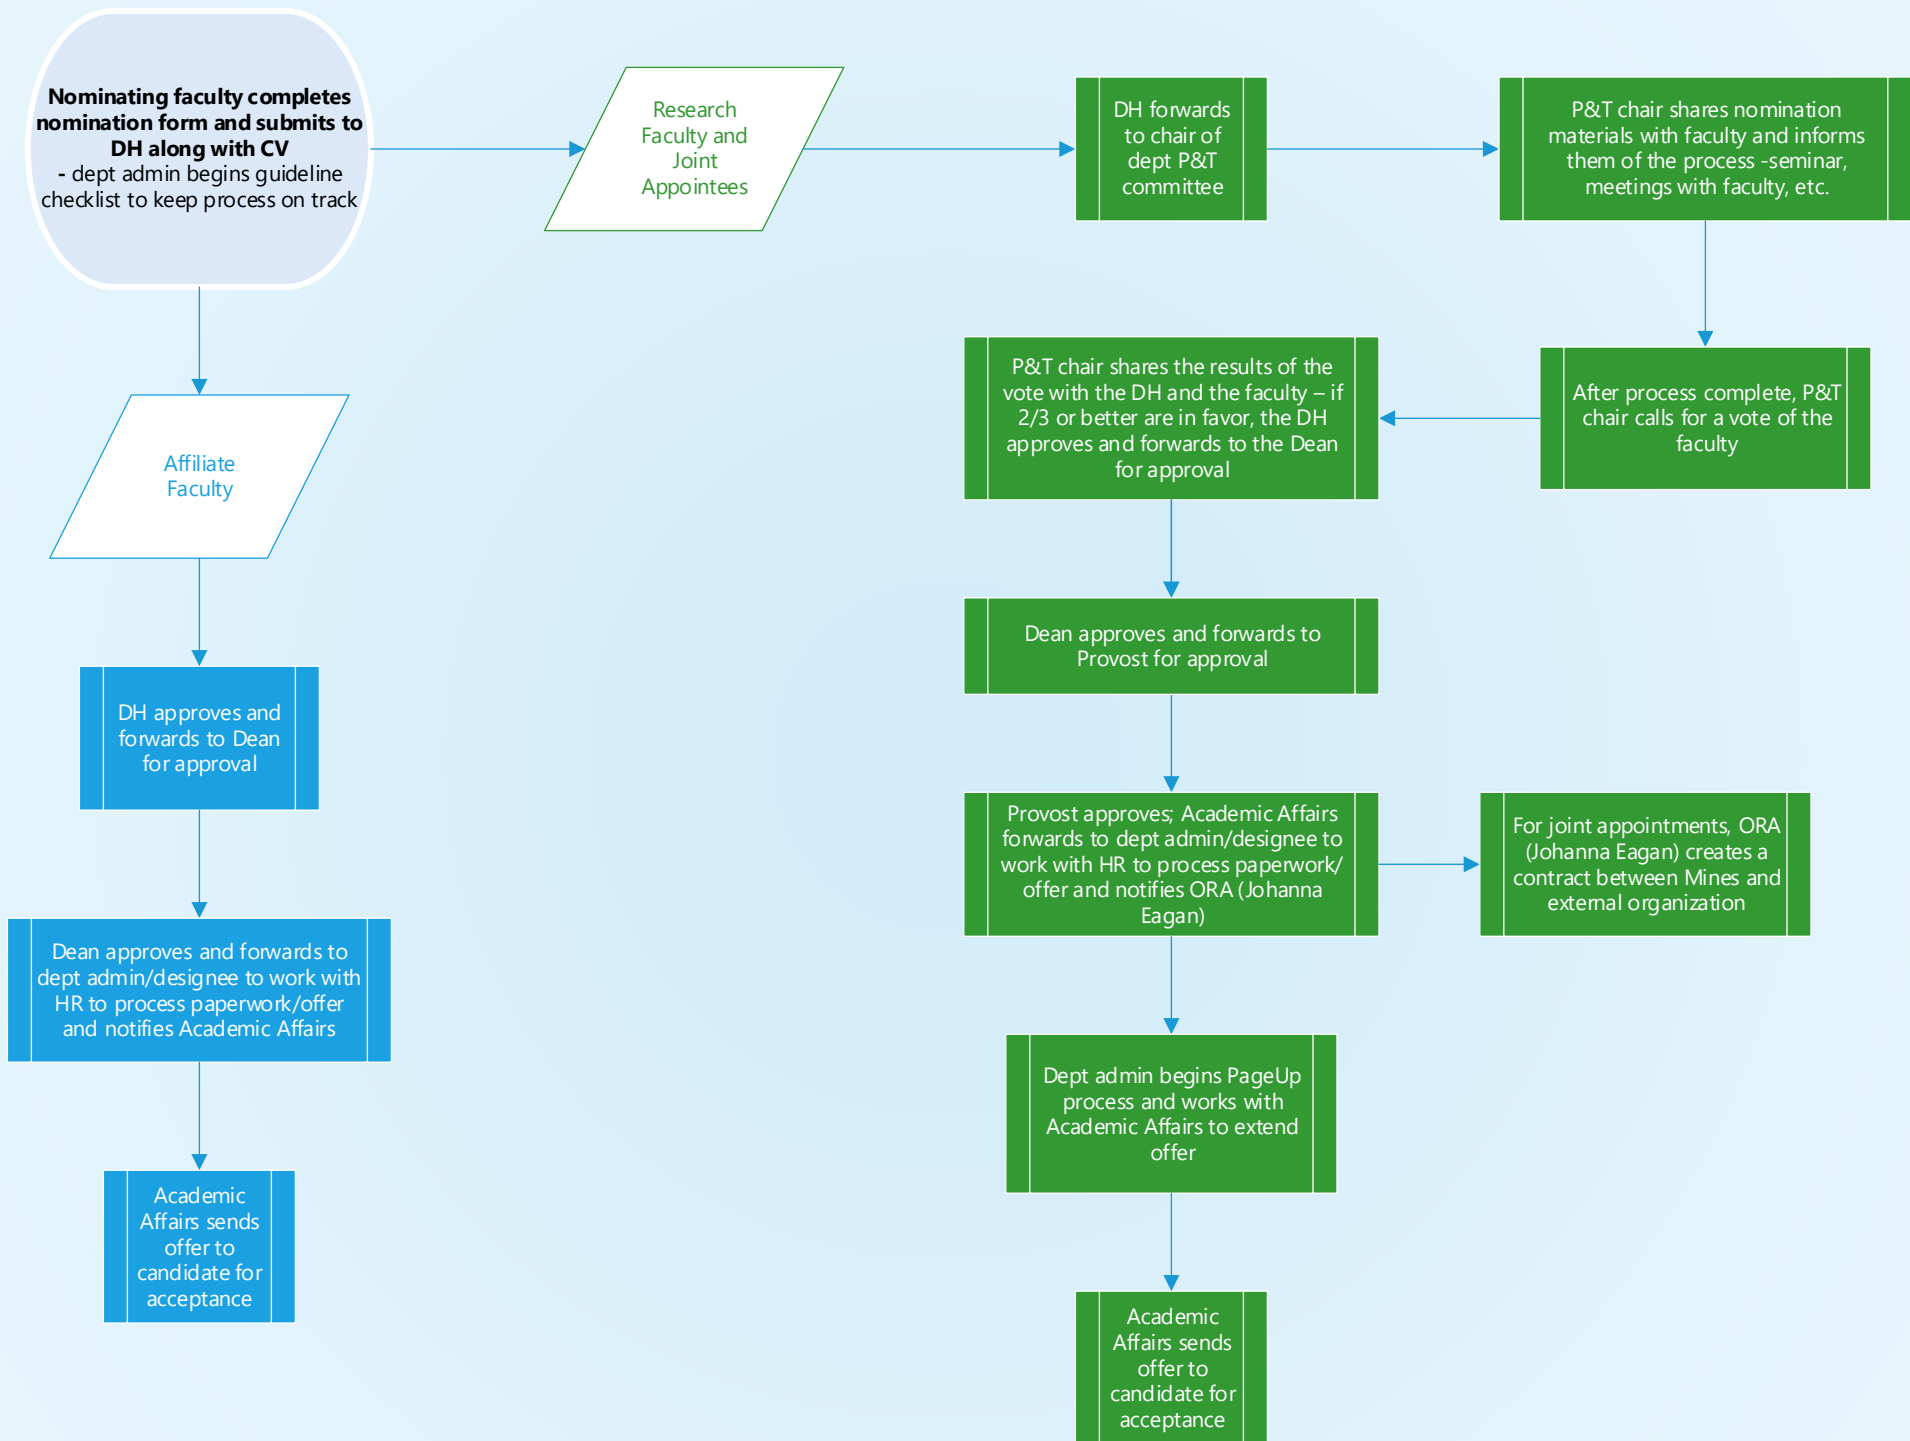 Nominating faculty completes
nomination form and submits to
DH along with CV
- dept admin begins guideline
checklist to keep process on track
Research
Faculty and
Joint
Appointees
DH forwards
to chair of
dept P&T
committee
P&T chair shares nomination
materials with faculty and informs
them of the process -seminar,
meetings with faculty, etc.
After process complete, P&T
chair calls for a vote of the
faculty
P&T chair shares the results of the
vote with the DH and the faculty – if
2/3 or better are in favor, the DH
approves and forwards to the Dean
for approval
Dean approves and forwards to
Provost for approval
Provost approves; Academic Affairs
forwards to dept admin/designee to
work with HR to process paperwork/
offer and notifies ORA (Johanna
Eagan)
For joint appointments, ORA
(Johanna Eagan) creates a
contract between Mines and
external organization
Dept admin begins PageUp
process and works with
Academic Affairs to extend
offer
Academic
Affairs sends
offer to
candidate for
acceptance
Affiliate
Faculty
DH approves and
forwards to Dean
for approval
Dean approves and forwards to
dept admin/designee to work with
HR to process paperwork/offer
and notifies Academic Affairs
Academic
Affairs sends
offer to
candidate for
acceptance